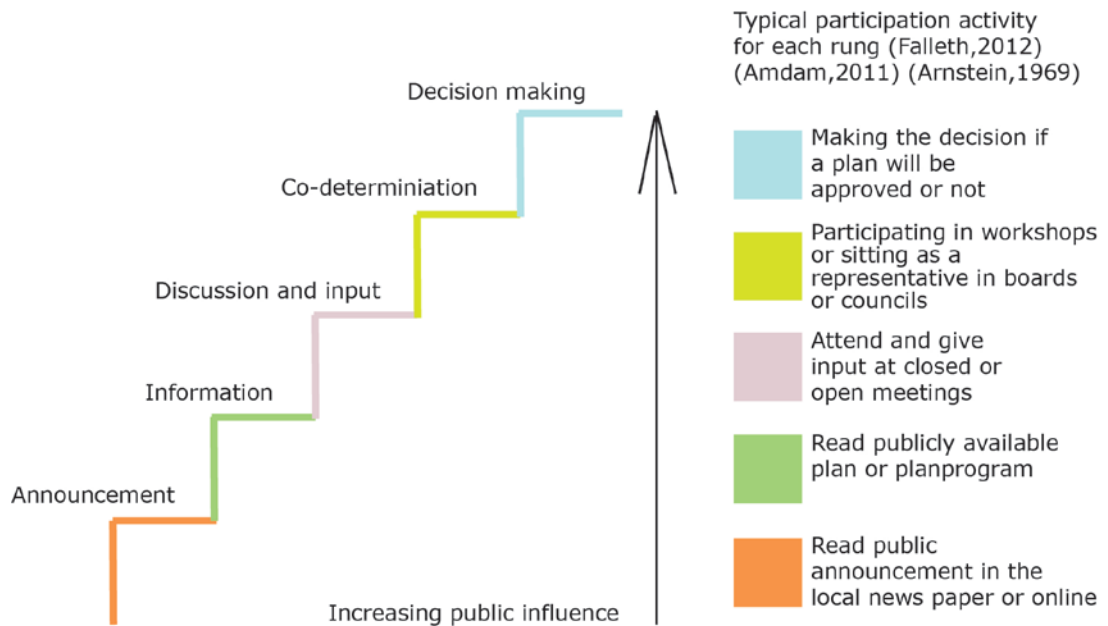 Typical participation activity
for each rung (Falleth,2012)
(Amdam,2011) (Arnstein,1969)
Decision making
Co-determiniation
Discussion and input
Information
Announcement
Increasing public influence
Making the decision if
a plan will be
approved or not
Participating in workshops
or sitting as a
representative in boards
or councils
Attend and give
input at closed or
open meetings
Read publicly available
plan or planprogram
Read public
announcement in the
local news paper or online